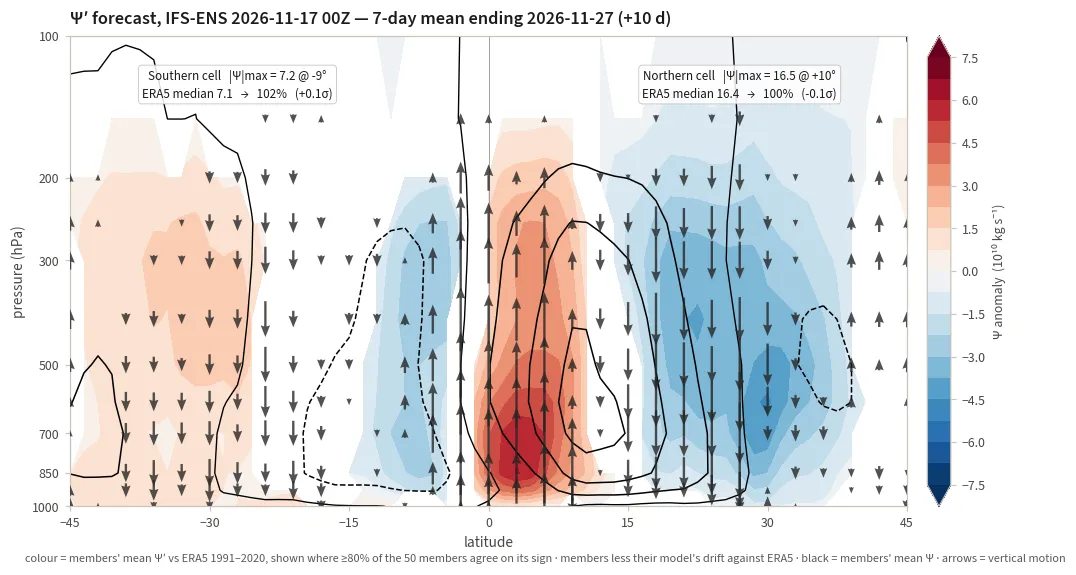 Ψ′ forecast, IFS-ENS 2026-11-17 00Z — 7-day mean ending 2026-11-27 (+10 d)
Southern cell |Ψ|max = 7.2 @ -9°
ERA5 median 7.1 → 102% (+0.1σ)
Northern cell |Ψ|max = 16.5 @ +10°
ERA5 median 16.4 → 100% (-0.1σ)
pressure (hPa)
100
200
300
400
500
700
850
1000
−45
−30
−15
0
15
30
45
latitude
7.5
6.0
4.5
3.0
1.5
0.0
−1.5
−3.0
−4.5
−6.0
−7.5
Ψ anomaly (10¹⁰ kg s⁻¹)
colour = members' mean Ψ′ vs ERA5 1991–2020, shown where ≥80% of the 50 members agree on its sign · members less their model's drift against ERA5 · black = members' mean Ψ · arrows = vertical motion